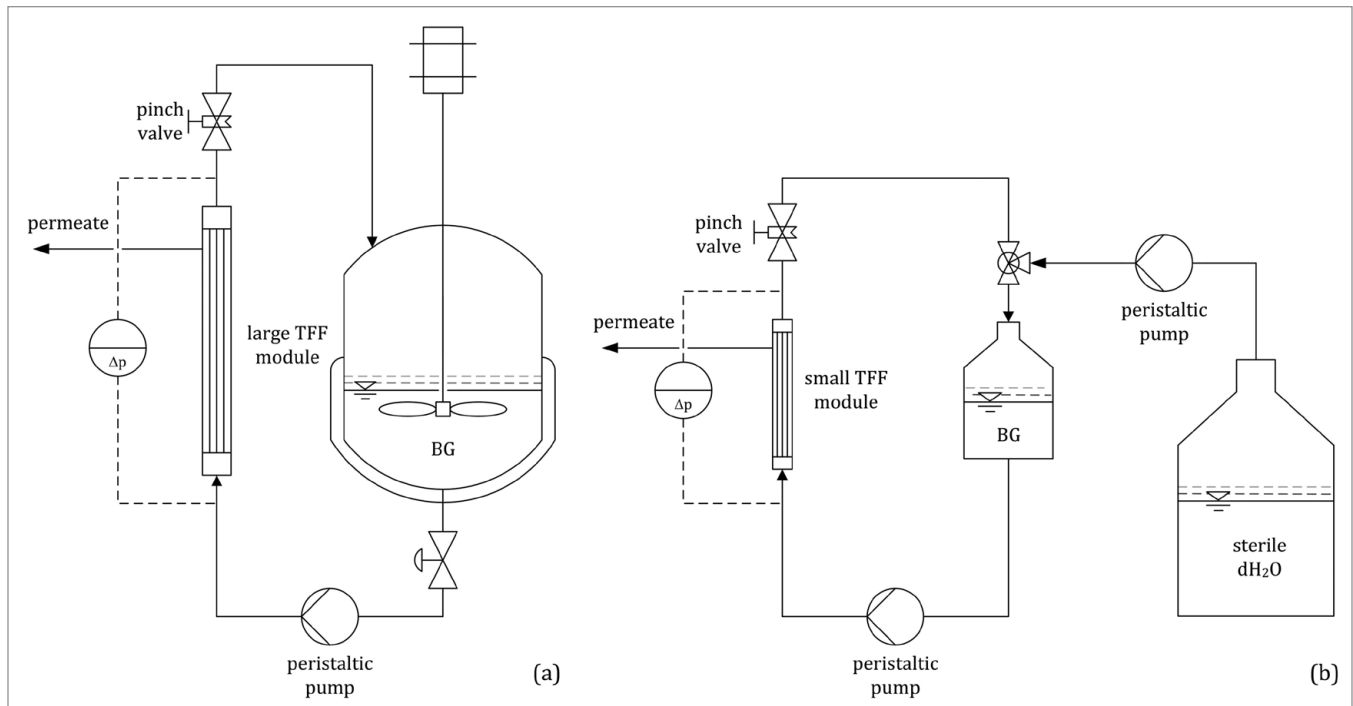 pinch
valve
permeate
Δp
large TFF
module
BG
peristaltic
pump
(a)
pinch
valve
permeate
Δp
small TFF
module
BG
peristaltic
pump
peristaltic
pump
sterile
dH₂O
(b)